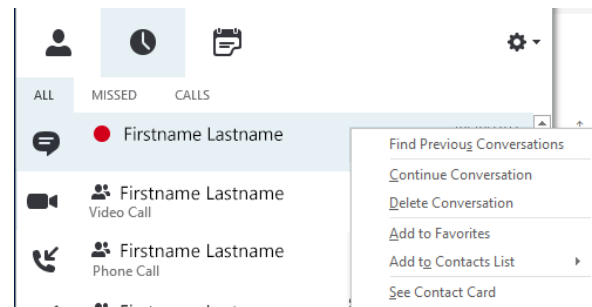 ALL MISSED CALLS
Firstname Lastname
Find Previous Conversations
Continue Conversation
Firstname Lastname
Video Call
Delete Conversation
Add to Favorites
Firstname Lastname
Phone Call
Add to Contacts List
See Contact Card